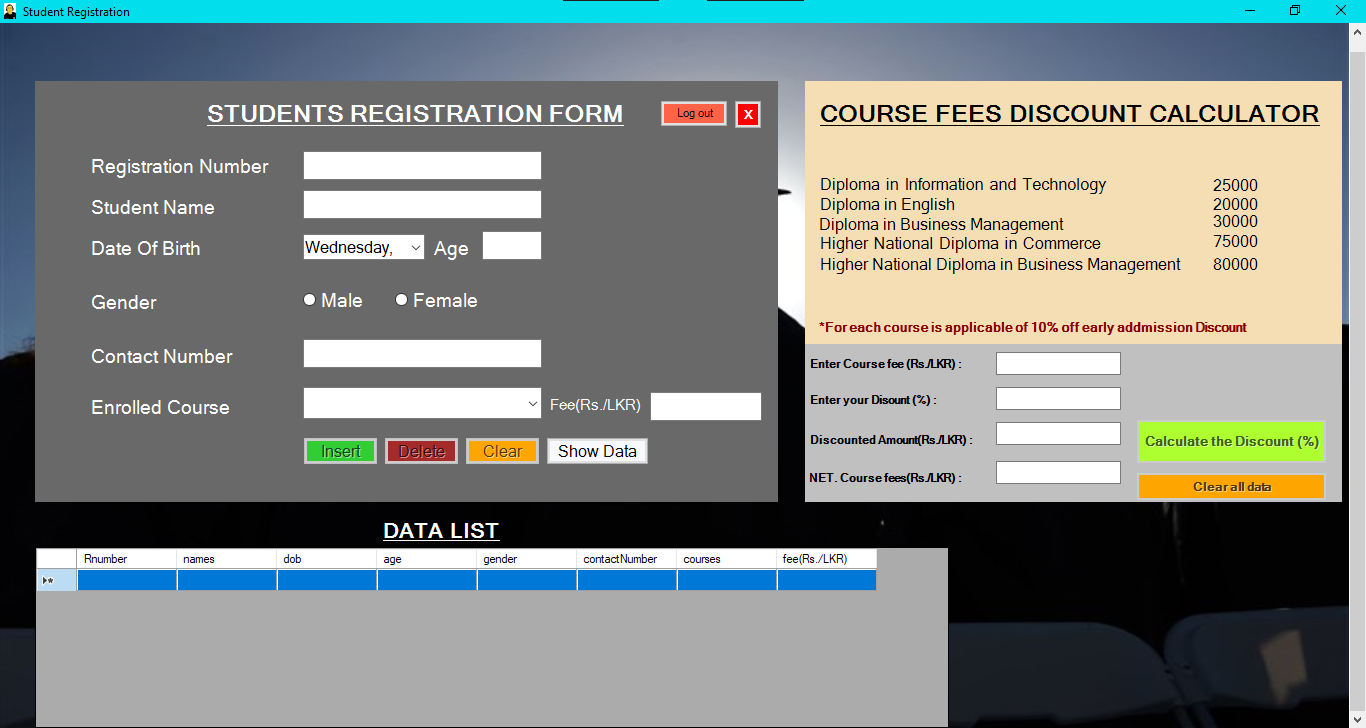 Student Registration
STUDENTS REGISTRATION FORM
Log out
X
Registration Number
Student Name
Date Of Birth
Wednesday,
Age
Gender
Male
Female
Contact Number
Enrolled Course
Fee(Rs./LKR)
Insert
Delete
Clear
Show Data
COURSE FEES DISCOUNT CALCULATOR
Diploma in Information and Technology 25000
Diploma in English 20000
Diploma in Business Management 30000
Higher National Diploma in Commerce 75000
Higher National Diploma in Business Management 80000
*For each course is applicable of 10% off early addmission Discount
Enter Course fee (Rs./LKR) :
Enter your Disount (%) :
Discounted Amount(Rs./LKR) :
NET. Course fees(Rs./LKR) :
Calculate the Discount (%)
Clear all data
DATA LIST
Rnumber names dob age gender contactNumber courses fee(Rs./LKR)